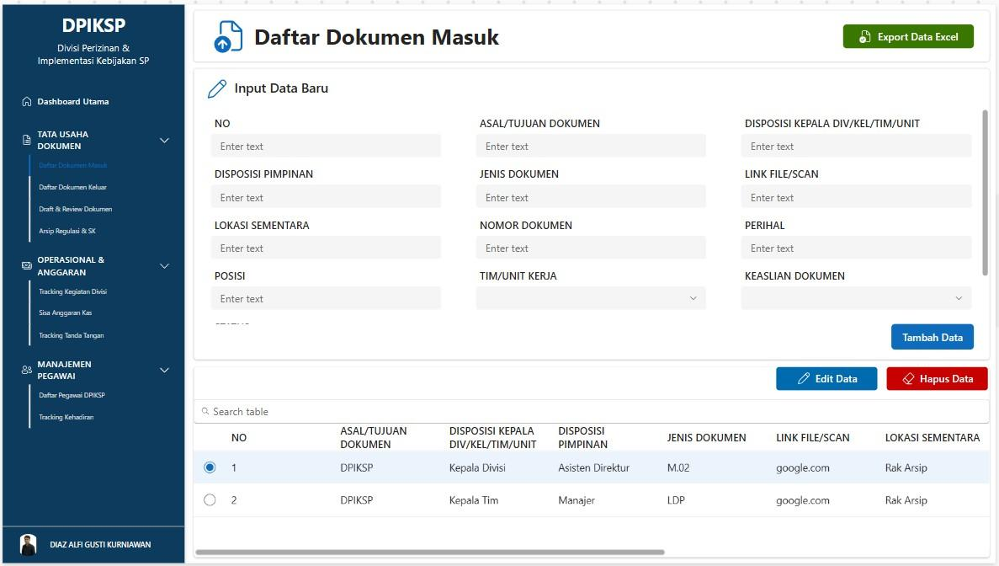 DPIKSP
Divisi Perizinan &
Implementasi Kebijakan SP
Dashboard Utama
TATA USAHA
DOKUMEN
Daftar Dokumen Masuk
Daftar Dokumen Keluar
Draft & Review Dokumen
Arsip Regulasi & SK
OPERASIONAL &
ANGGARAN
Tracking Kegiatan Divisi
Sisa Anggaran Kas
Tracking Tanda Tangan
MANAJEMEN
PEGAWAI
Daftar Pegawai DPIKSP
Tracking Kehadiran
DIAZ ALFI GUSTI KURNIAWAN
Daftar Dokumen Masuk
Export Data Excel
Input Data Baru
NO ASAL/TUJUAN DOKUMEN DISPOSISI KEPALA DIV/KEL/TIM/UNIT
Enter text Enter text Enter text
DISPOSISI PIMPINAN JENIS DOKUMEN LINK FILE/SCAN
Enter text Enter text Enter text
LOKASI SEMENTARA NOMOR DOKUMEN PERIHAL
Enter text Enter text Enter text
POSISI TIM/UNIT KERJA KEASLIAN DOKUMEN
Enter text
Tambah Data
Edit Data Hapus Data
Search table
NO ASAL/TUJUAN DOKUMEN DISPOSISI KEPALA DIV/KEL/TIM/UNIT DISPOSISI PIMPINAN JENIS DOKUMEN LINK FILE/SCAN LOKASI SEMENTARA
1 DPIKSP Kepala Divisi Asisten Direktur M.02 google.com Rak Arsip
2 DPIKSP Kepala Tim Manajer LDP google.com Rak Arsip